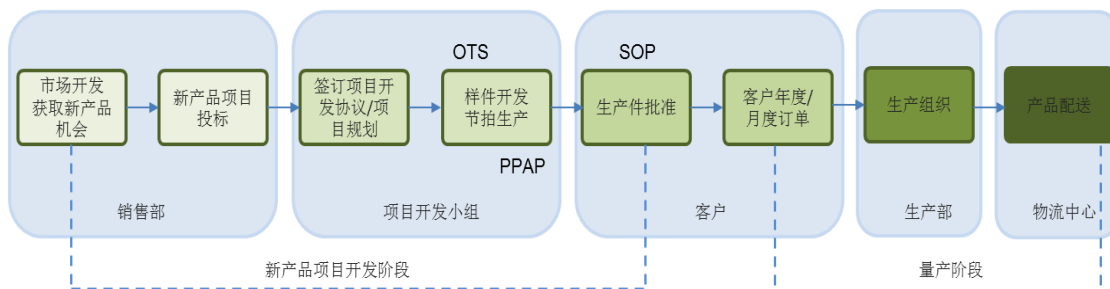 OTS
SOP
市场开发
获取新产品
机会
新产品项目
投标
签订项目开
发协议/项
目规划
样件开发
节拍生产
生产件批准
客户年度/
月度订单
生产组织
产品配送
PPAP
销售部
项目开发小组
客户
生产部
物流中心
新产品项目开发阶段
量产阶段